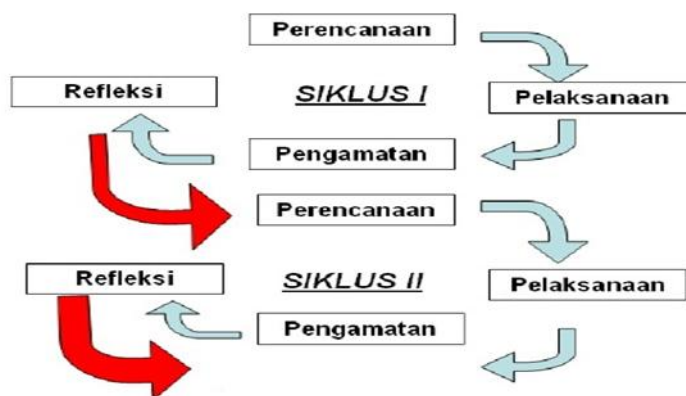 Perencanaan
Refleksi
SIKLUS I
Pelaksanaan
Pengamatan
Perencanaan
Refleksi
SIKLUS II
Pelaksanaan
Pengamatan